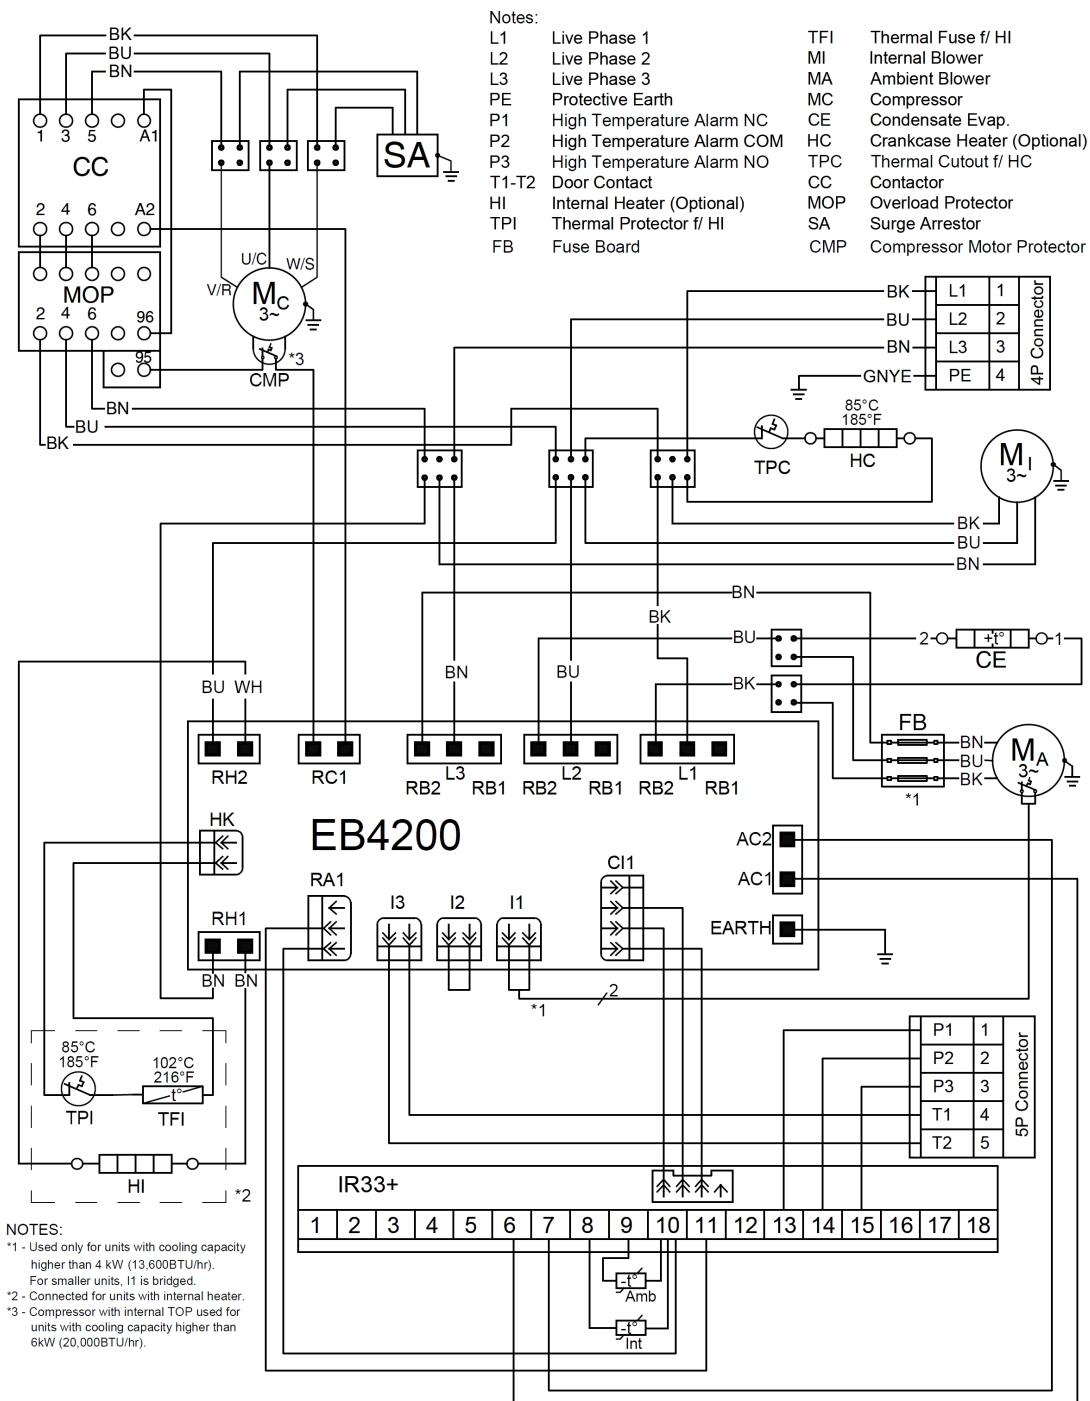 Notes:
L1 Live Phase 1
L2 Live Phase 2
L3 Live Phase 3
PE Protective Earth
P1 High Temperature Alarm NC
P2 High Temperature Alarm COM
P3 High Temperature Alarm NO
T1-T2 Door Contact
HI Internal Heater (Optional)
TPI Thermal Protector f/ HI
FB Fuse Board
TFI Thermal Fuse f/ HI
MI Internal Blower
MA Ambient Blower
MC Compressor
CE Condensate Evap.
HC Crankcase Heater (Optional)
TPC Thermal Cutout f/ HC
CC Contactor
MOP Overload Protector
SA Surge Arrestor
CMP Compressor Motor Protector
BK
BU
BN
1 3 5 A1
CC
2 4 6 A2
MOP
2 4 6 96
95
SA
U/C
V/R
W/S
MC
3~
*3
CMP
BN
BU
BK
BK L1 1
BU L2 2
BN L3 3
GNYE PE 4
4P Connector
85°C
185°F
TPC
HC
MI
3~
BK
BU
BN
BN
BK
BU
BK
2 +t° 1
CE
BU WH
BN
BU
FB
BN
BU
BK
*1
MA
3~
RH2
RC1
L3
RB2 RB1
L2
RB2 RB1
L1
RB2 RB1
HK
EB4200
AC2
AC1
EARTH
CI1
RA1
I3
I2
I1
RH1
BN BN
*1
2
85°C
185°F
TPI
102°C
216°F
t°
TFI
HI
*2
P1 1
P2 2
P3 3
T1 4
T2 5
5P Connector
IR33+
1 2 3 4 5 6 7 8 9 10 11 12 13 14 15 16 17 18
-t°
Amb
-t°
Int
NOTES:
*1 - Used only for units with cooling capacity
higher than 4 kW (13,600BTU/hr).
For smaller units, I1 is bridged.
*2 - Connected for units with internal heater.
*3 - Compressor with internal TOP used for
units with cooling capacity higher than
6kW (20,000BTU/hr).